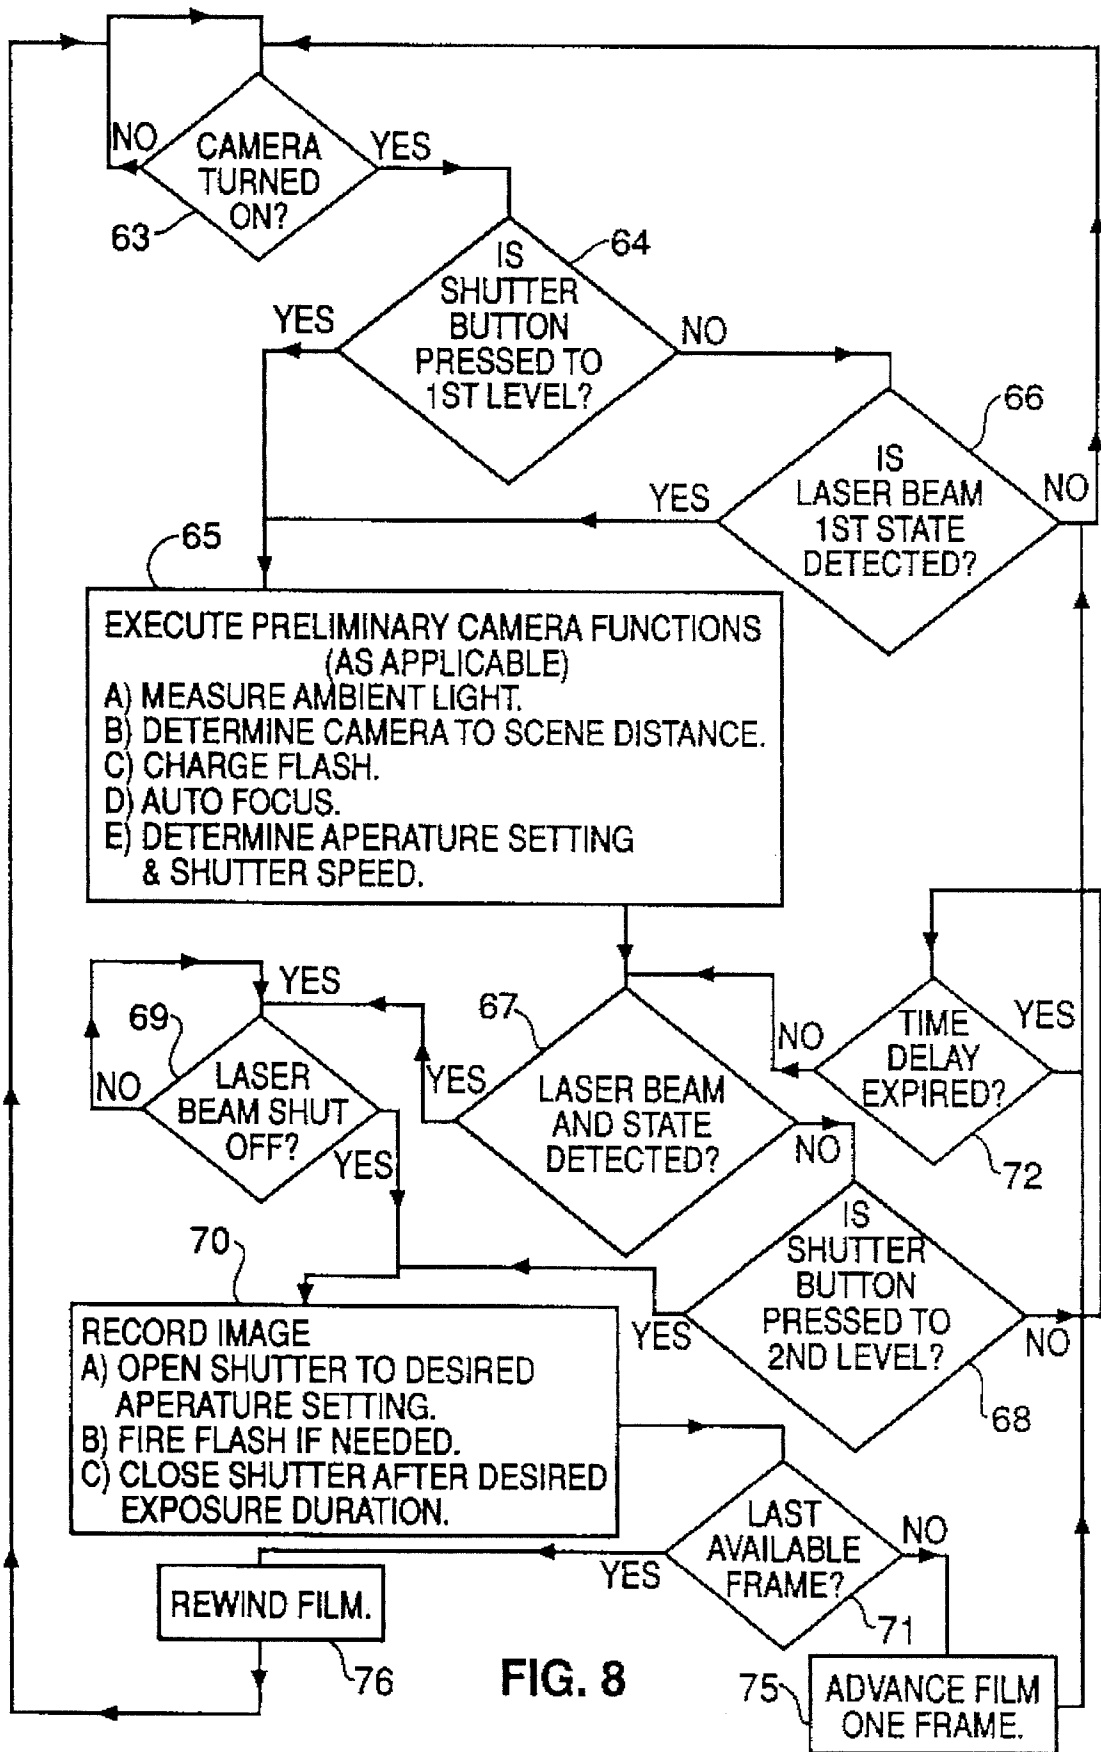 NO
CAMERA
TURNED
ON?
YES
63
IS
SHUTTER
BUTTON
PRESSED TO
1ST LEVEL?
64
YES
NO
66
IS
LASER BEAM
1ST STATE
DETECTED?
YES
NO
65
EXECUTE PRELIMINARY CAMERA FUNCTIONS
(AS APPLICABLE)
A) MEASURE AMBIENT LIGHT.
B) DETERMINE CAMERA TO SCENE DISTANCE.
C) CHARGE FLASH.
D) AUTO FOCUS.
E) DETERMINE APERATURE SETTING
& SHUTTER SPEED.
YES
69
LASER
BEAM SHUT
OFF?
NO
YES
67
LASER BEAM
AND STATE
DETECTED?
YES
NO
TIME
DELAY
EXPIRED?
NO
YES
72
IS
SHUTTER
BUTTON
PRESSED TO
2ND LEVEL?
YES
NO
68
70
RECORD IMAGE
A) OPEN SHUTTER TO DESIRED
APERATURE SETTING.
B) FIRE FLASH IF NEEDED.
C) CLOSE SHUTTER AFTER DESIRED
EXPOSURE DURATION.
LAST
AVAILABLE
FRAME?
YES
NO
71
REWIND FILM.
76
75
ADVANCE FILM
ONE FRAME.
FIG. 8